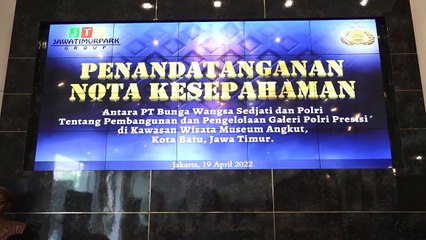 JT
JAWATIMURPARK
GROUP
PENANDATANGANAN
NOTA KESEPAHAMAN
Antara PT Bunga Wangsa Sedjati dan Polri
Tentang Pembangunan dan Pengelolaan Galeri Polri Presisi
di Kawasan Wisata Museum Angkut,
Kota Batu, Jawa Timur.
Jakarta, 19 April 2022